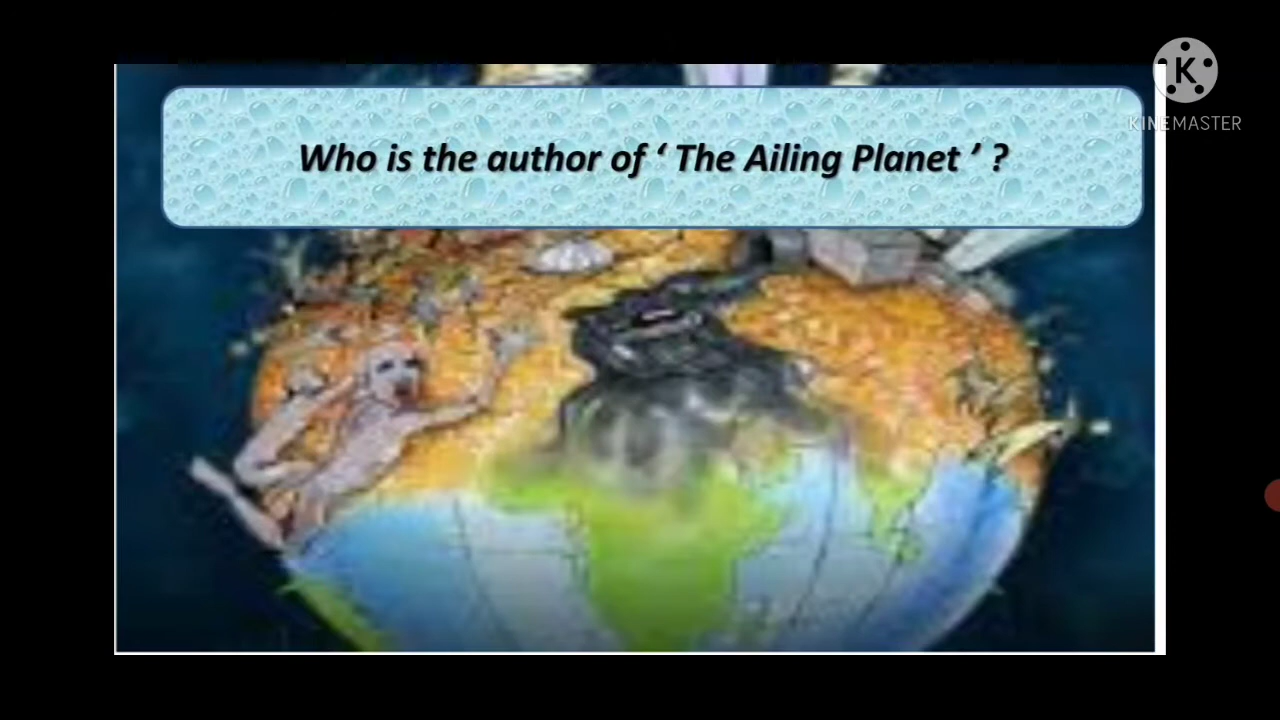 K
KINEMASTER
Who is the author of ‘ The Ailing Planet ’ ?